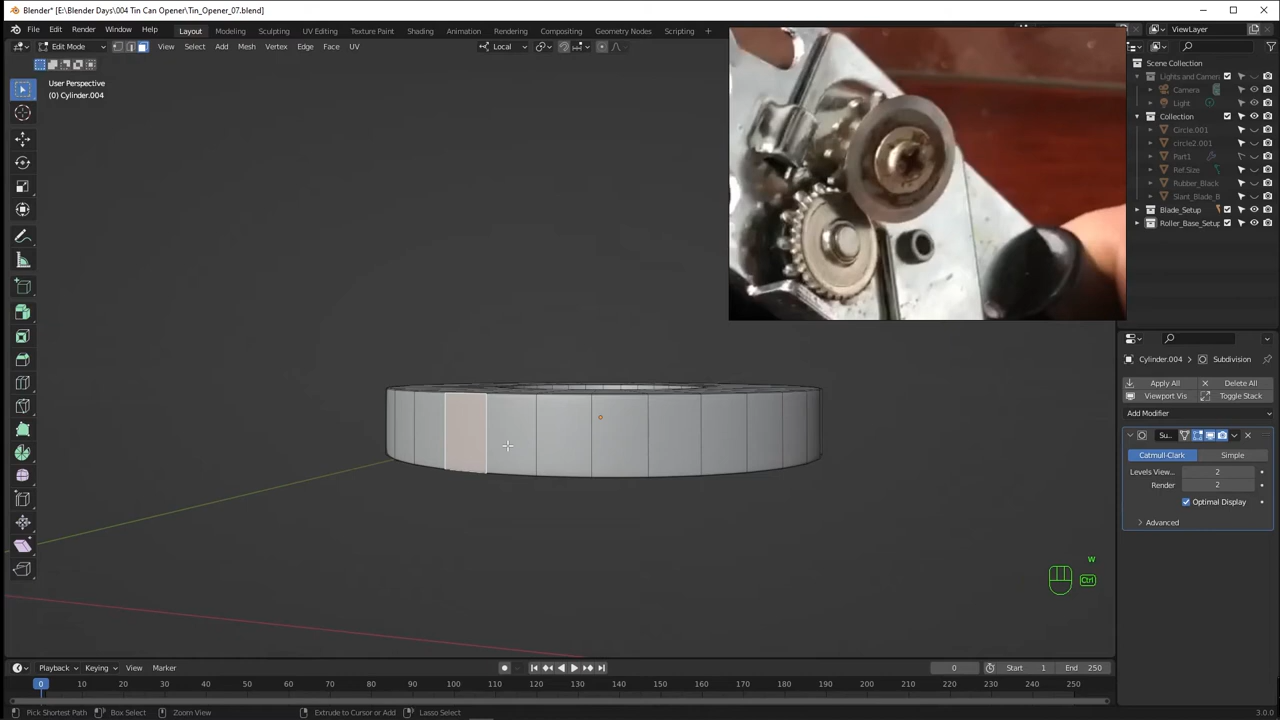 Blender* [E:\Blender Days\004 Tin Can Opener\Tin_Opener_07.blend]
File Edit Render Window Help Layout Modeling Sculpting UV Editing Texture Paint Shading Animation Rendering Compositing Geometry Nodes Scripting ViewLayer
Edit Mode View Select Add Mesh Vertex Edge Face UV Local
User Perspective
(0) Cylinder.004
Scene Collection
Lights and Camer
Camera
Light
Collection
Circle.001
circle2.001
Part1
Ref.Size
Rubber_Black
Slant_Blade_B
Blade_Setup
Roller_Base_Setup
Cylinder.004 Subdivision
Apply All Delete All
Viewport Vis Toggle Stack
Add Modifier
Su...
Catmull-Clark Simple
Levels View... 2
Render 2
Optimal Display
Advanced
w
Ctrl
Playback Keying View Marker 0 Start 1 End 250
0 10 20 30 40 50 60 70 80 90 100 110 120 130 140 150 160 170 180 190 200 210 220 230 240 250
Pick Shortest Path Box Select Zoom View Extrude to Cursor or Add Lasso Select 3.0.0